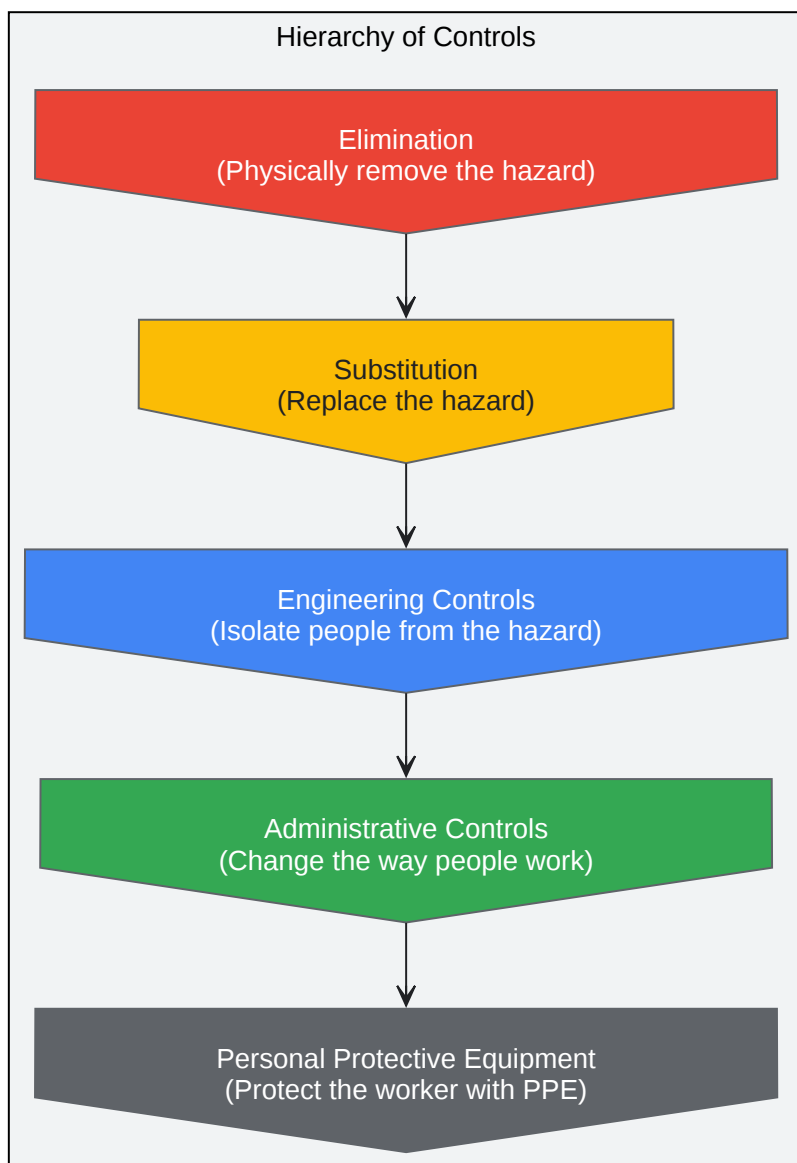 Hierarchy of Controls
Elimination
(Physically remove the hazard)
Substitution
(Replace the hazard)
Engineering Controls
(Isolate people from the hazard)
Administrative Controls
(Change the way people work)
Personal Protective Equipment
(Protect the worker with PPE)